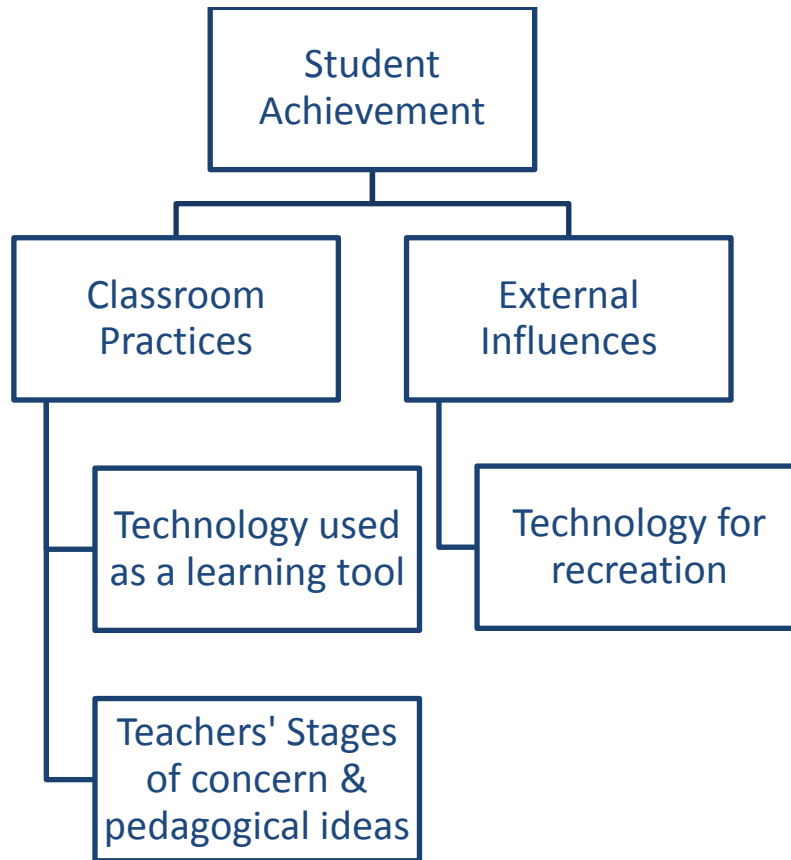 Student
Achievement
Classroom
Practices
External
Influences
Technology used
as a learning tool
Technology for
recreation
Teachers' Stages
of concern &
pedagogical ideas